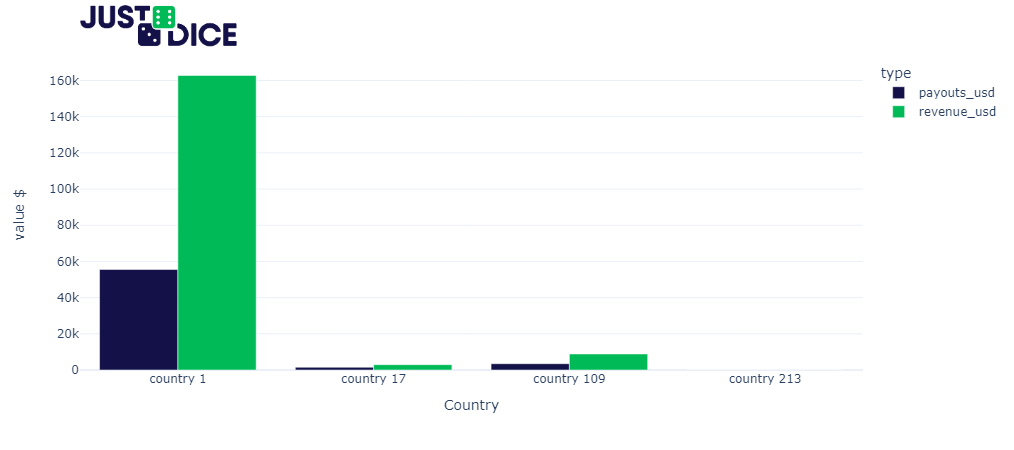 JUST
DICE
type
payouts_usd
revenue_usd
value $
160k
140k
120k
100k
80k
60k
40k
20k
0
country 1
country 17
country 109
country 213
Country